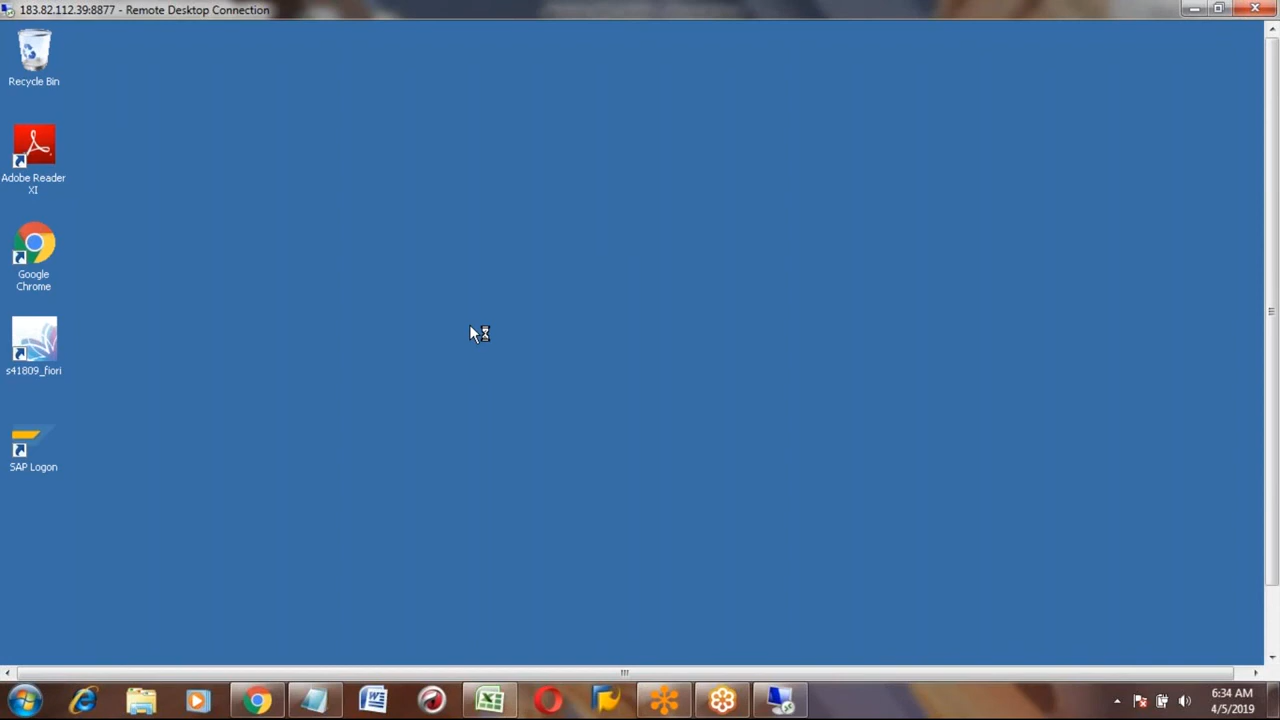 183.82.112.39:8877 - Remote Desktop Connection
Recycle Bin
Adobe Reader
XI
Google
Chrome
s41809_fiori
SAP Logon
6:34 AM
4/5/2019